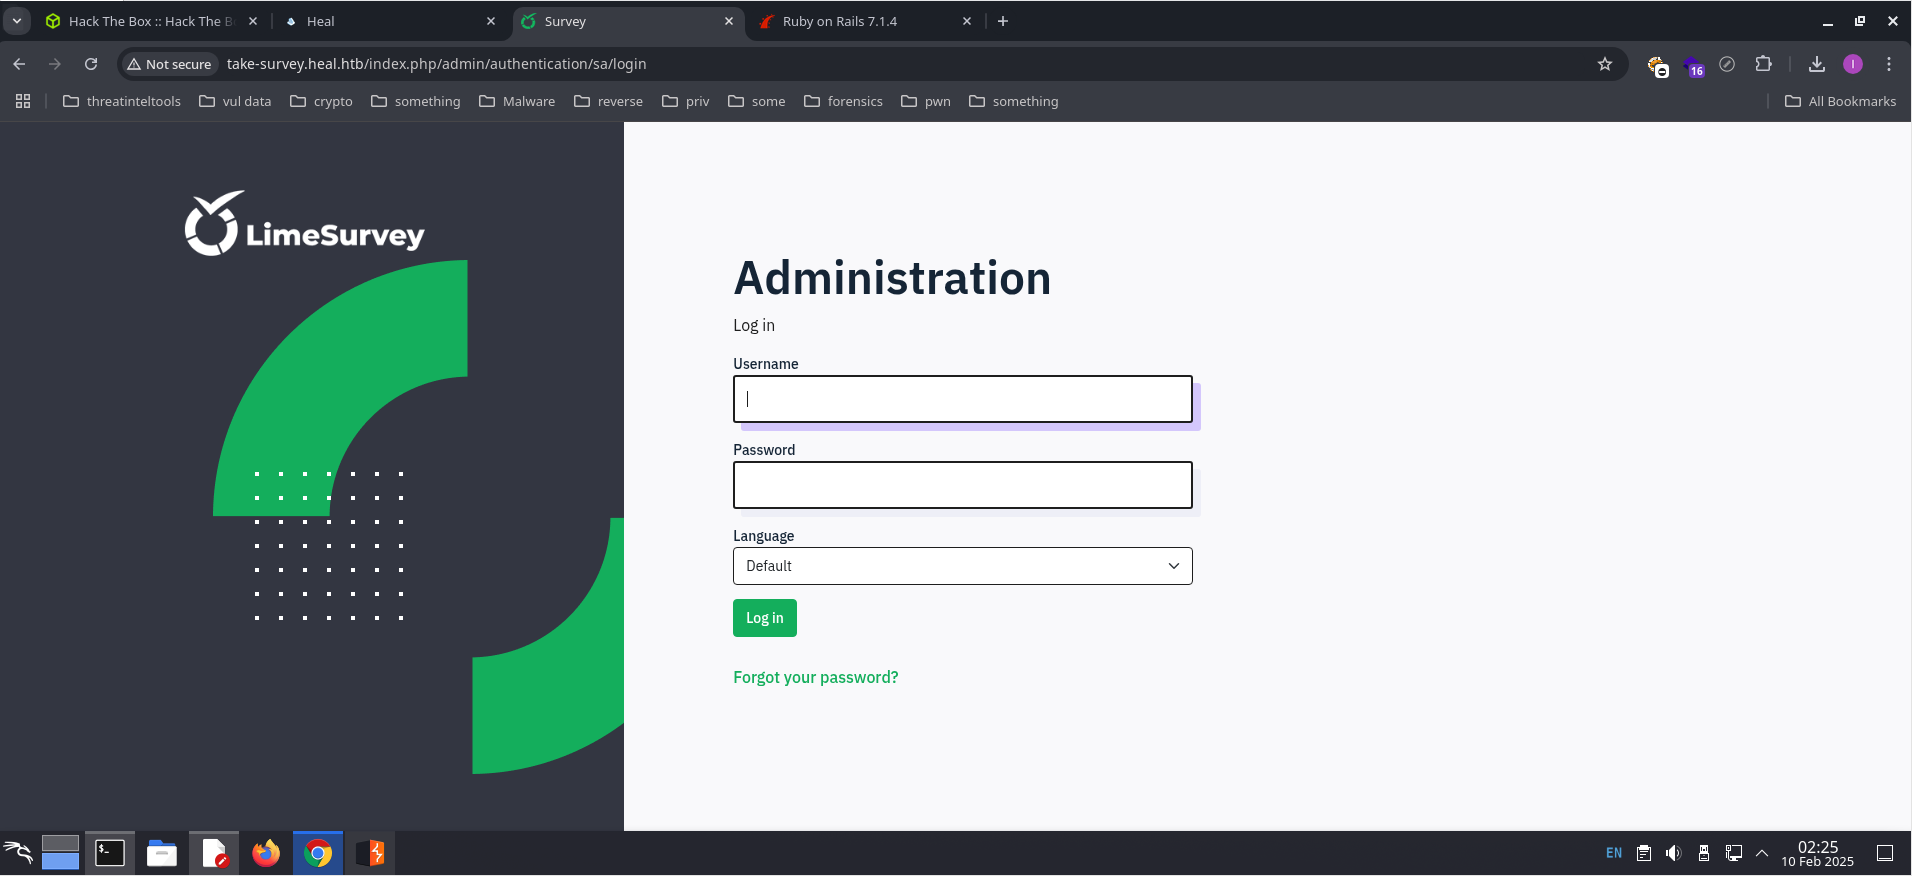 Hack The Box :: Hack The B
Heal
Survey
Ruby on Rails 7.1.4
Not secure
take-survey.heal.htb/index.php/admin/authentication/sa/login
16
I
threatinteltools
vul data
crypto
something
Malware
reverse
priv
some
forensics
pwn
something
All Bookmarks
LimeSurvey
Administration
Log in
Username
Password
Language
Default
Log in
Forgot your password?
$_
EN
02:25
10 Feb 2025